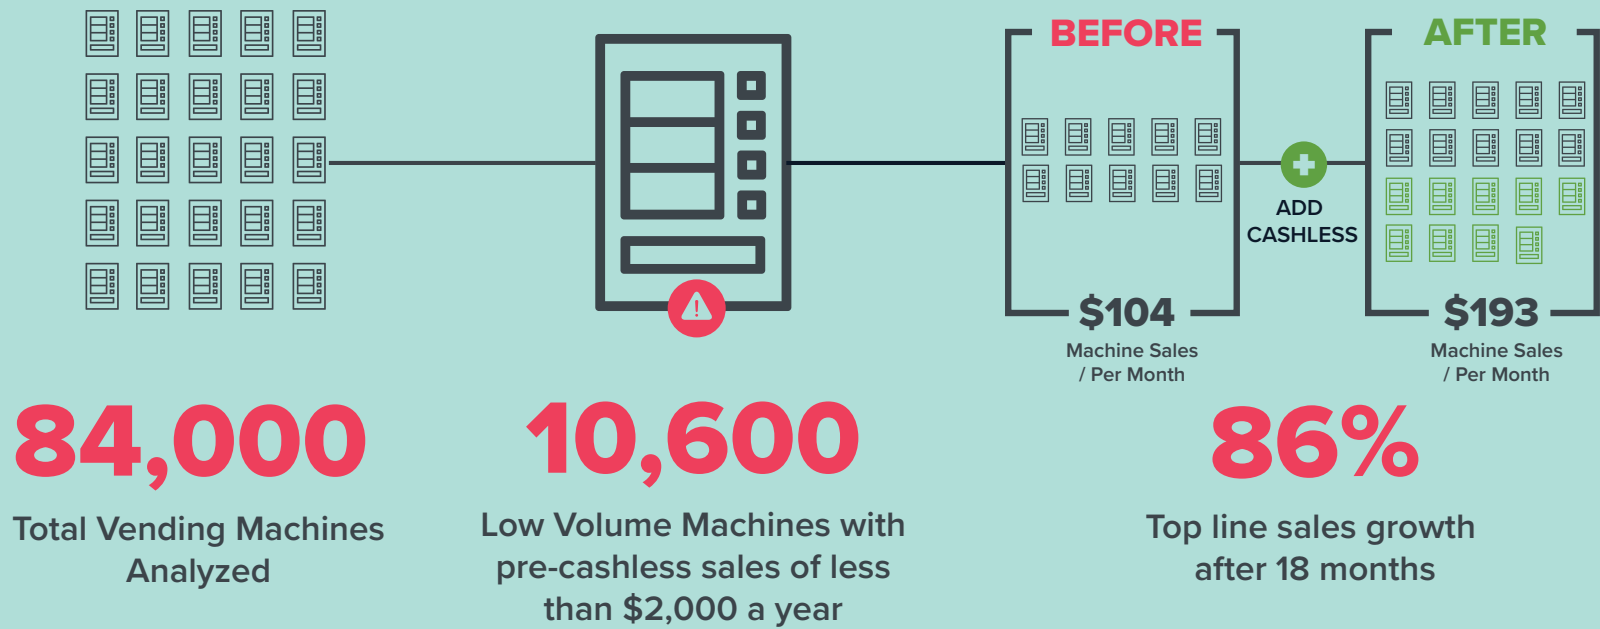 BEFORE
AFTER
ADD
CASHLESS
$104
Machine Sales
/ Per Month
$193
Machine Sales
/ Per Month
84,000
Total Vending Machines
Analyzed
10,600
Low Volume Machines with
pre-cashless sales of less
than $2,000 a year
86%
Top line sales growth
after 18 months